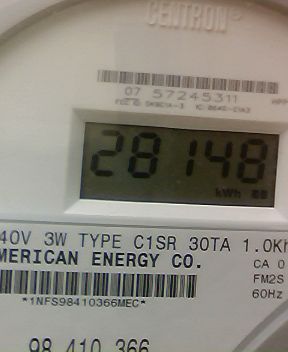 CENTRON®
07 57245311
28148
kWh
40V 3W TYPE C1SR 30TA 1.0Kh
MERICAN ENERGY CO.
CA 0
FM2S
60Hz
*1NFS98410366MEC*
98 410 366